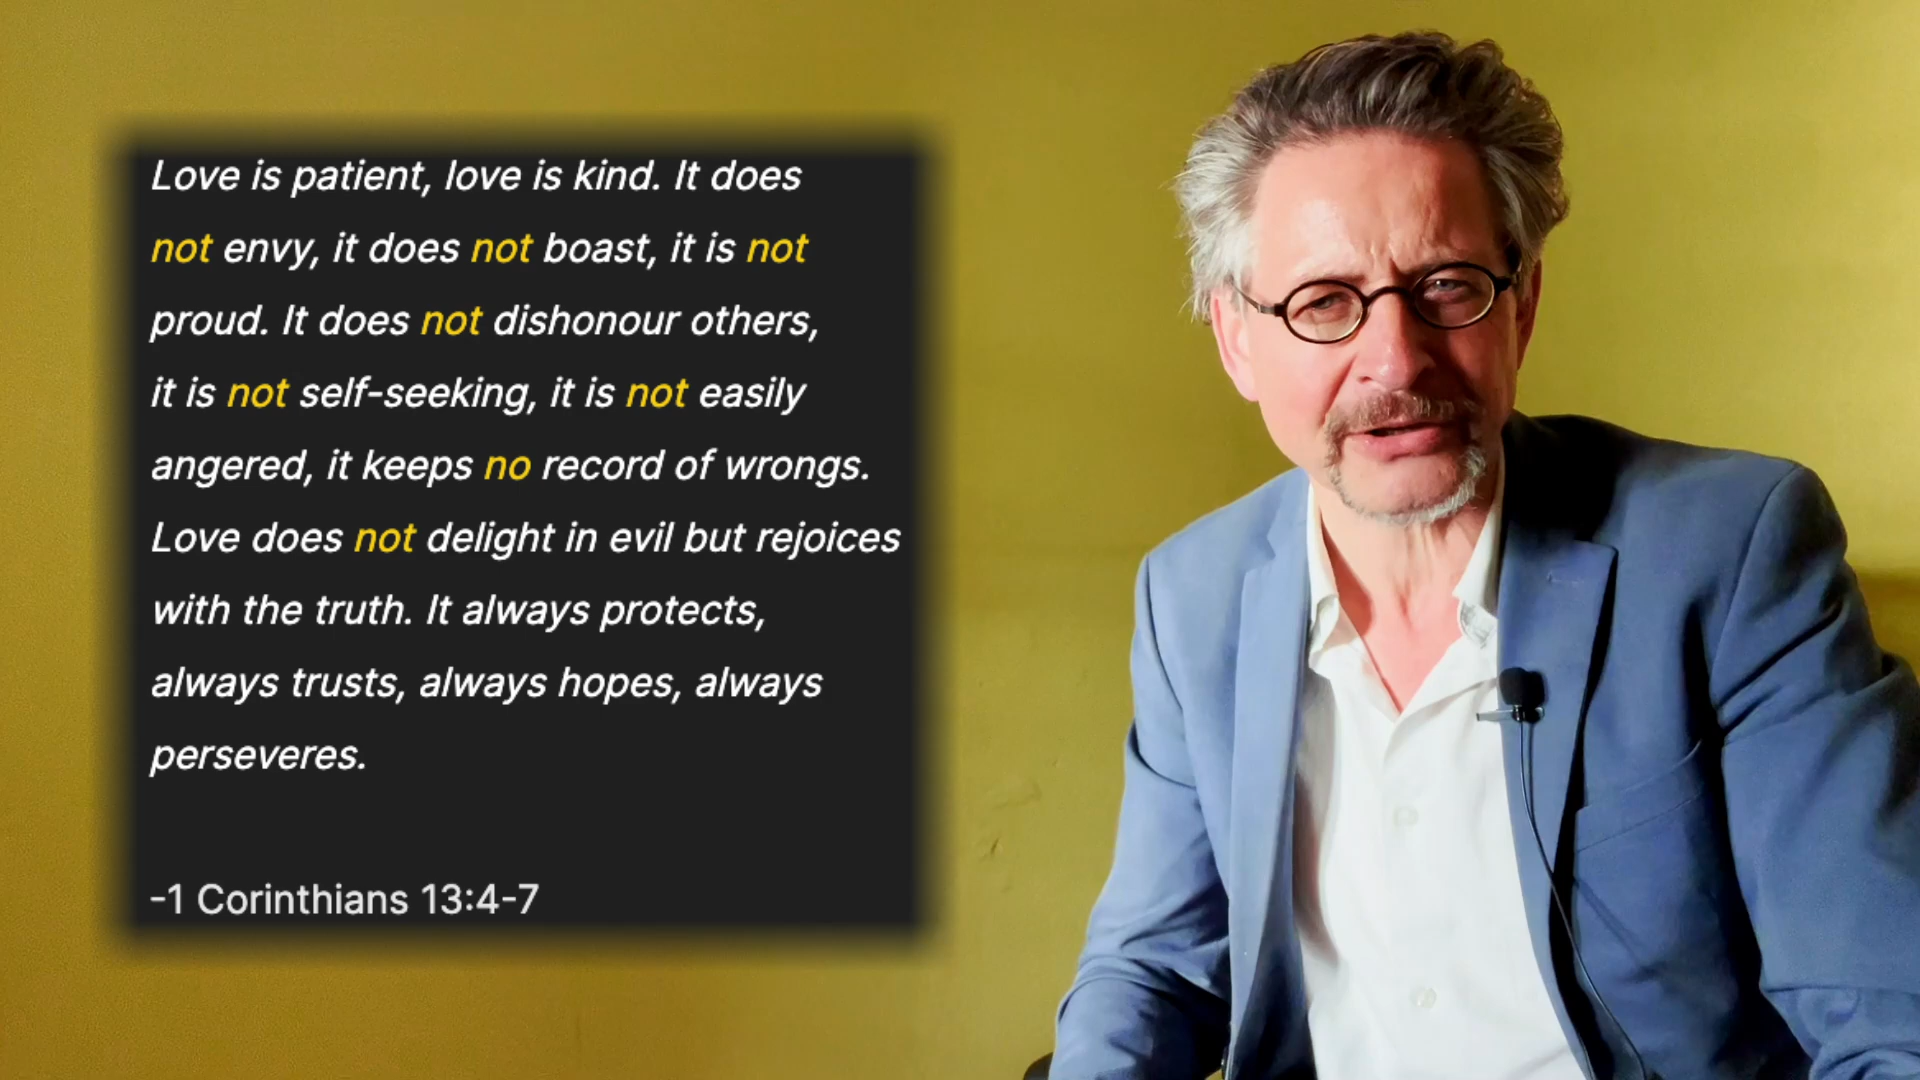 Love is patient, love is kind. It does
not envy, it does not boast, it is not
proud. It does not dishonour others,
it is not self-seeking, it is not easily
angered, it keeps no record of wrongs.
Love does not delight in evil but rejoices
with the truth. It always protects,
always trusts, always hopes, always
perseveres.
-1 Corinthians 13:4-7